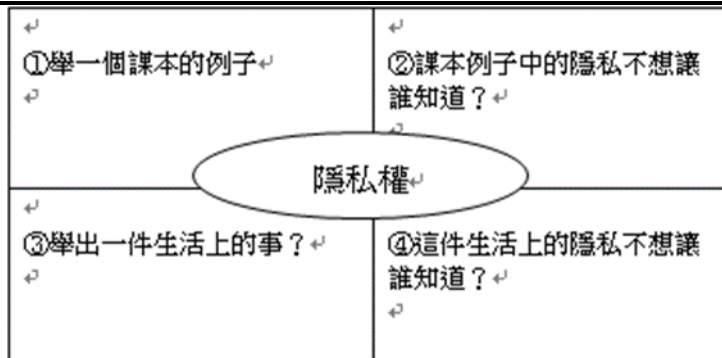 ①舉一個課本的例子
②課本例子中的隱私不想讓
誰知道？
隱私權
③舉出一件生活上的事？
④這件生活上的隱私不想讓
誰知道？